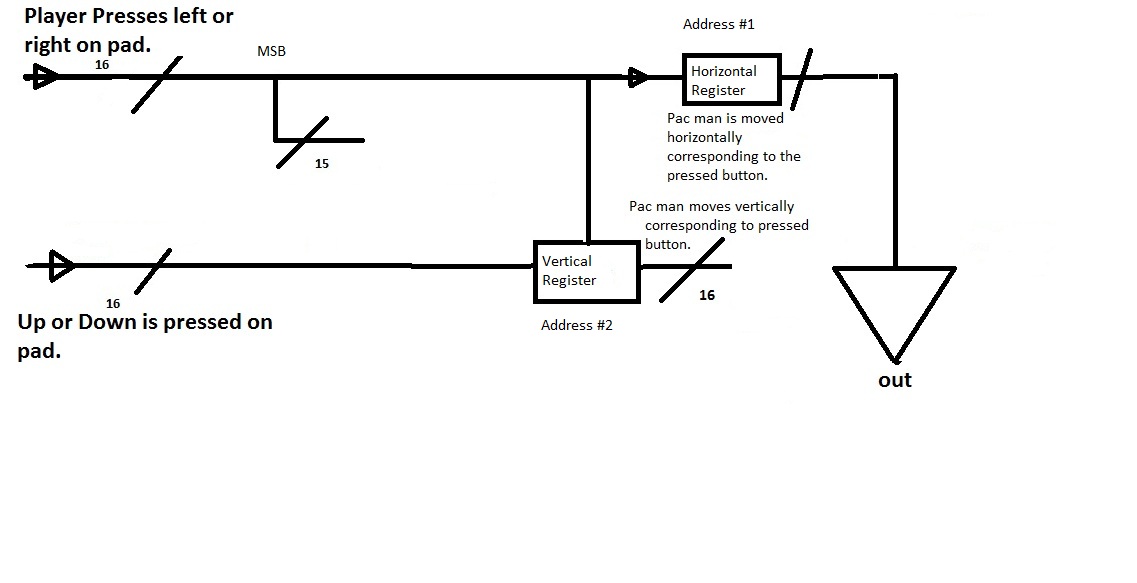 Player Presses left or
right on pad.
16
MSB
15
Address #1
Horizontal
Register
Pac man is moved
horizontally
corresponding to the
pressed button.
Pac man moves vertically
corresponding to pressed
button.
Vertical
Register
16
Address #2
16
Up or Down is pressed on
pad.
out